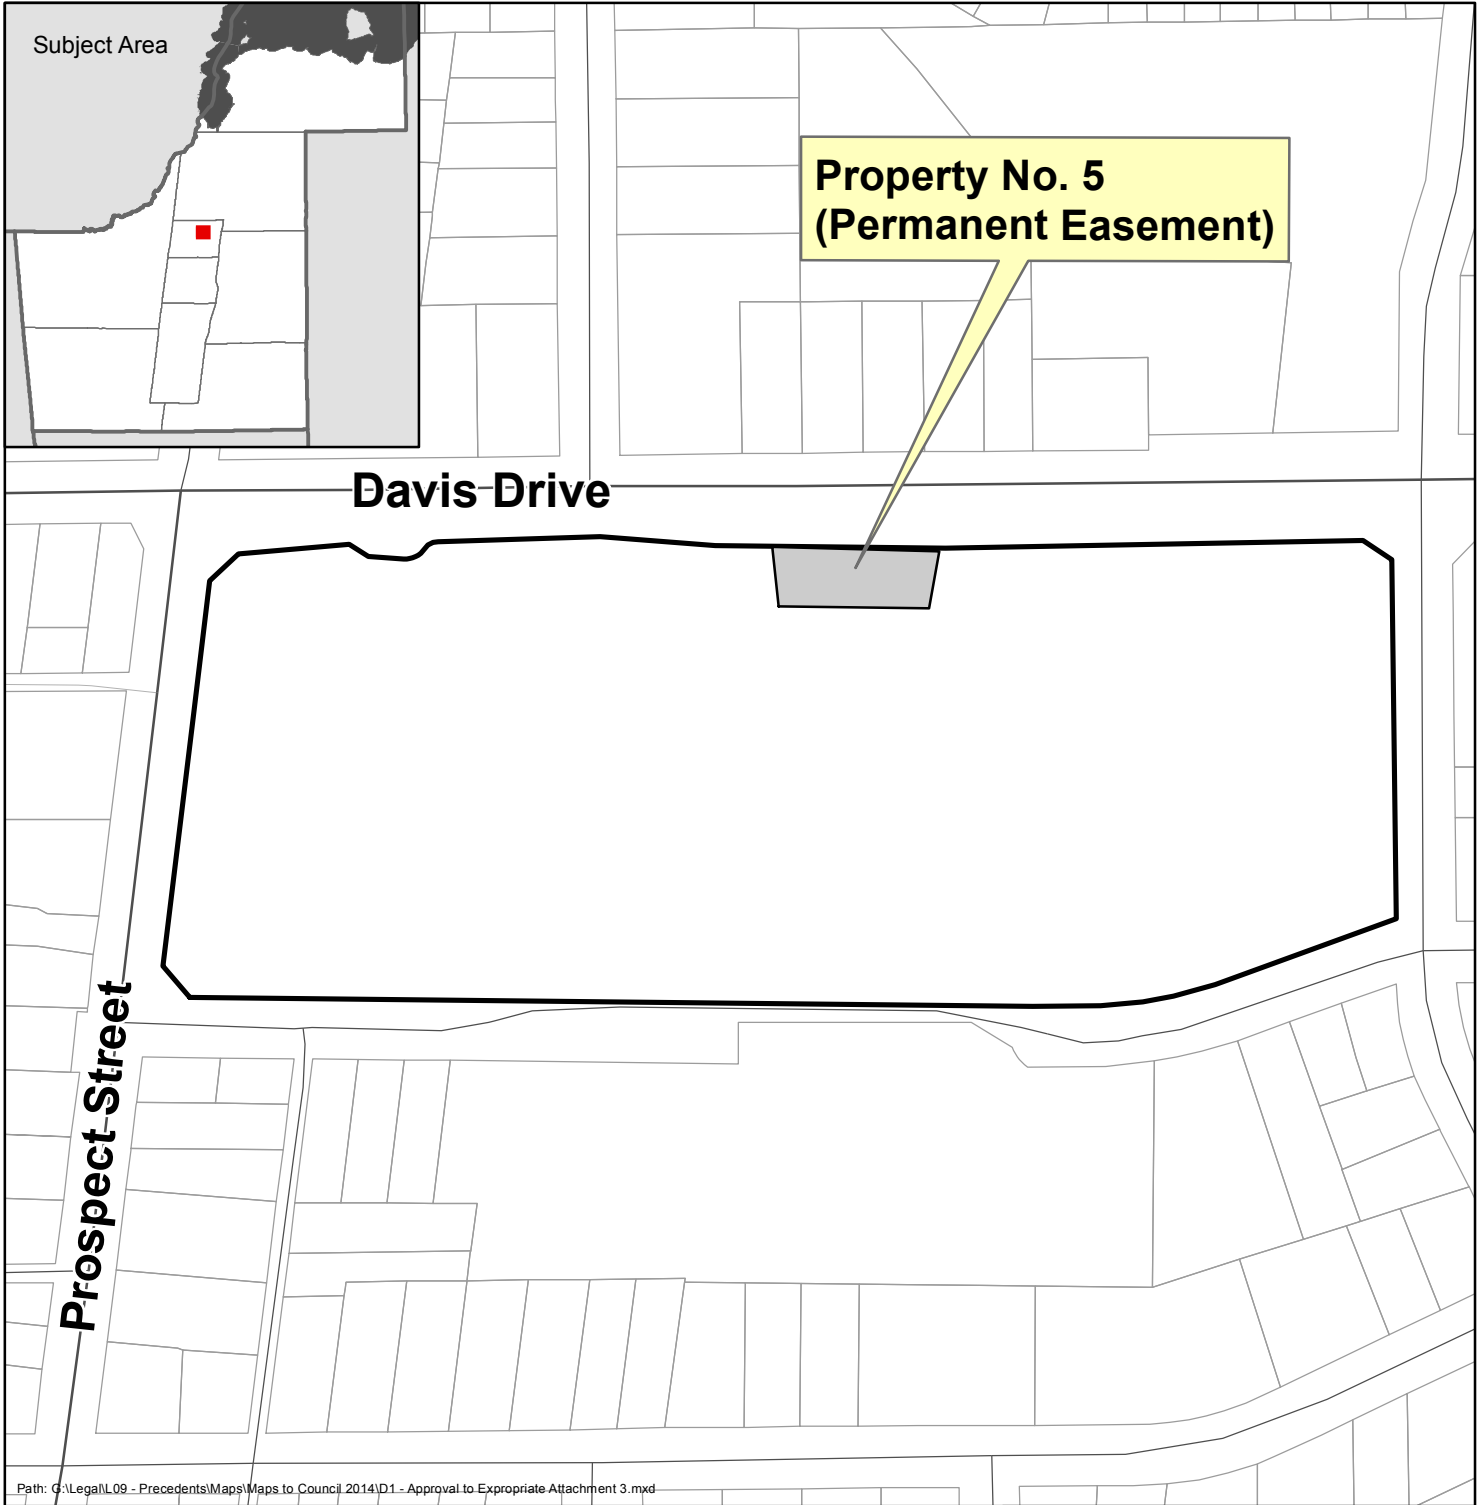 Subject Area
Property No. 5
(Permanent Easement)
Davis Drive
Prospect Street
Path: G:\Legal\L09 - Precedents\Maps\Maps to Council 2014\D1 - Approval to Expropriate Attachment 3.mxd